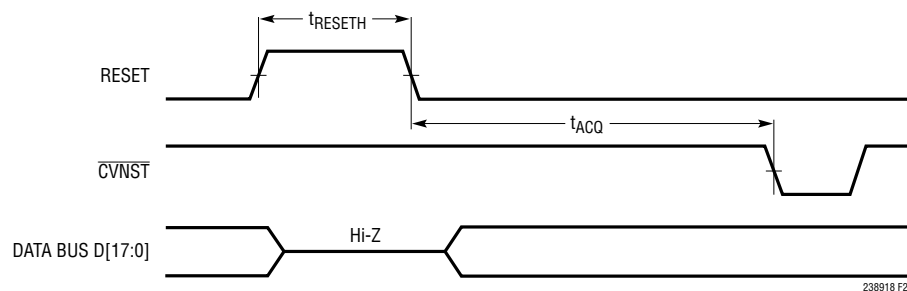 tRESETH
RESET
tACQ
CVNST
Hi-Z
DATA BUS D[17:0]
238918 F2